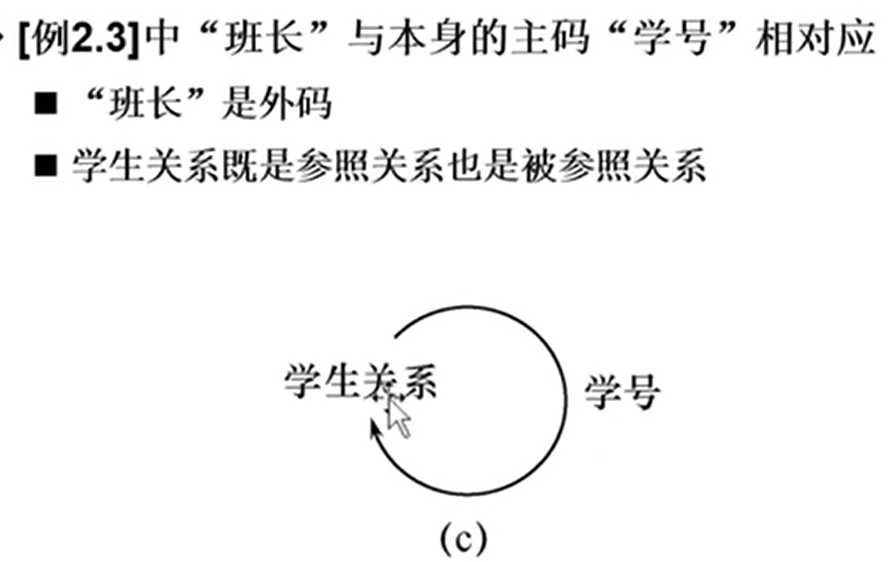 [例2.3]中“班长”与本身的主码“学号”相对应
■ “班长”是外码
■ 学生关系既是参照关系也是被参照关系
学生关系
学号
(c)